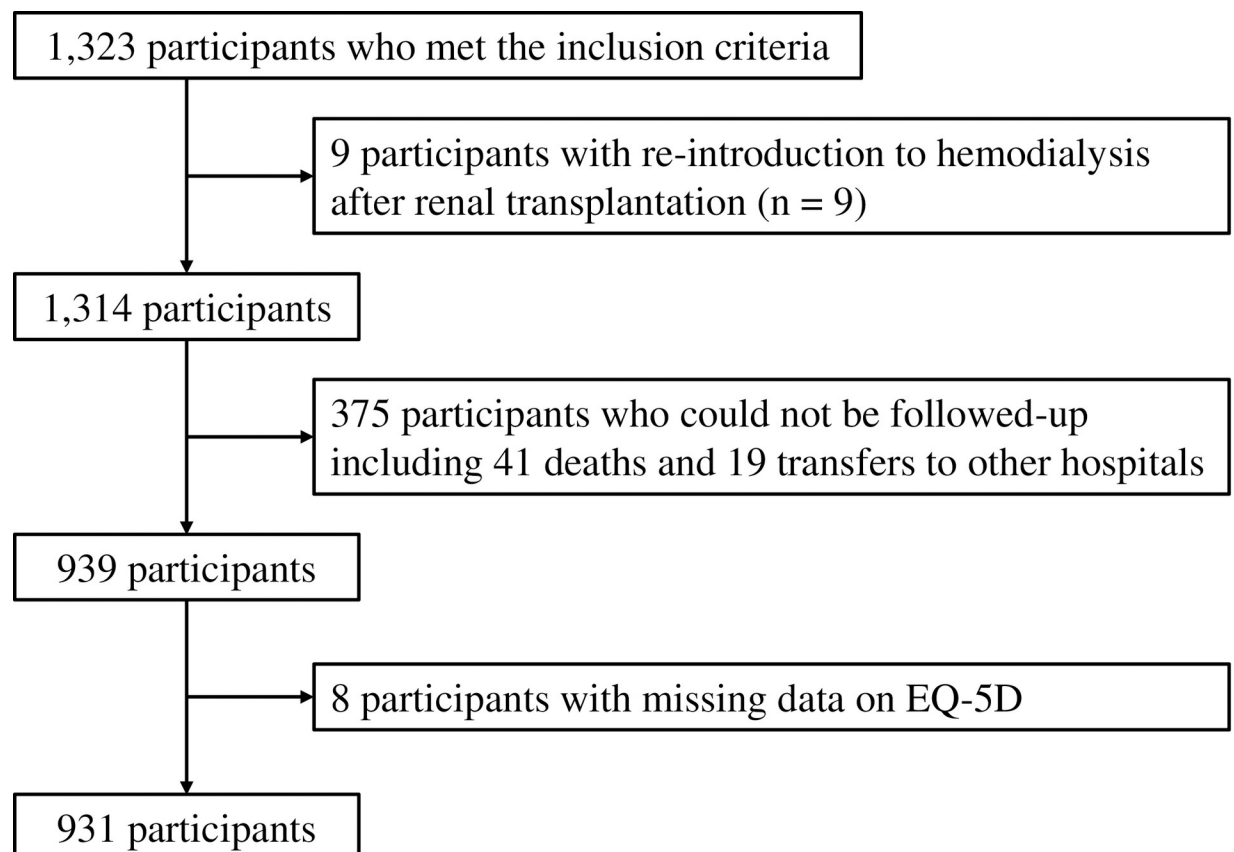 1,323 participants who met the inclusion criteria
9 participants with re-introduction to hemodialysis
after renal transplantation (n = 9)
1,314 participants
375 participants who could not be followed-up
including 41 deaths and 19 transfers to other hospitals
939 participants
8 participants with missing data on EQ-5D
931 participants